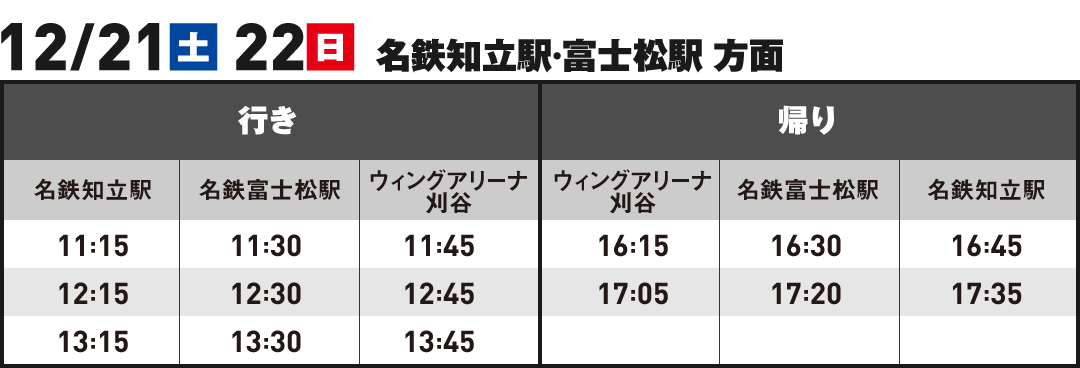 12/21土 22日 名鉄知立駅・富士松駅 方面
行き 帰り
名鉄知立駅 名鉄富士松駅 ウィングアリーナ刈谷 ウィングアリーナ刈谷 名鉄富士松駅 名鉄知立駅
11:15 11:30 11:45 16:15 16:30 16:45
12:15 12:30 12:45 17:05 17:20 17:35
13:15 13:30 13:45